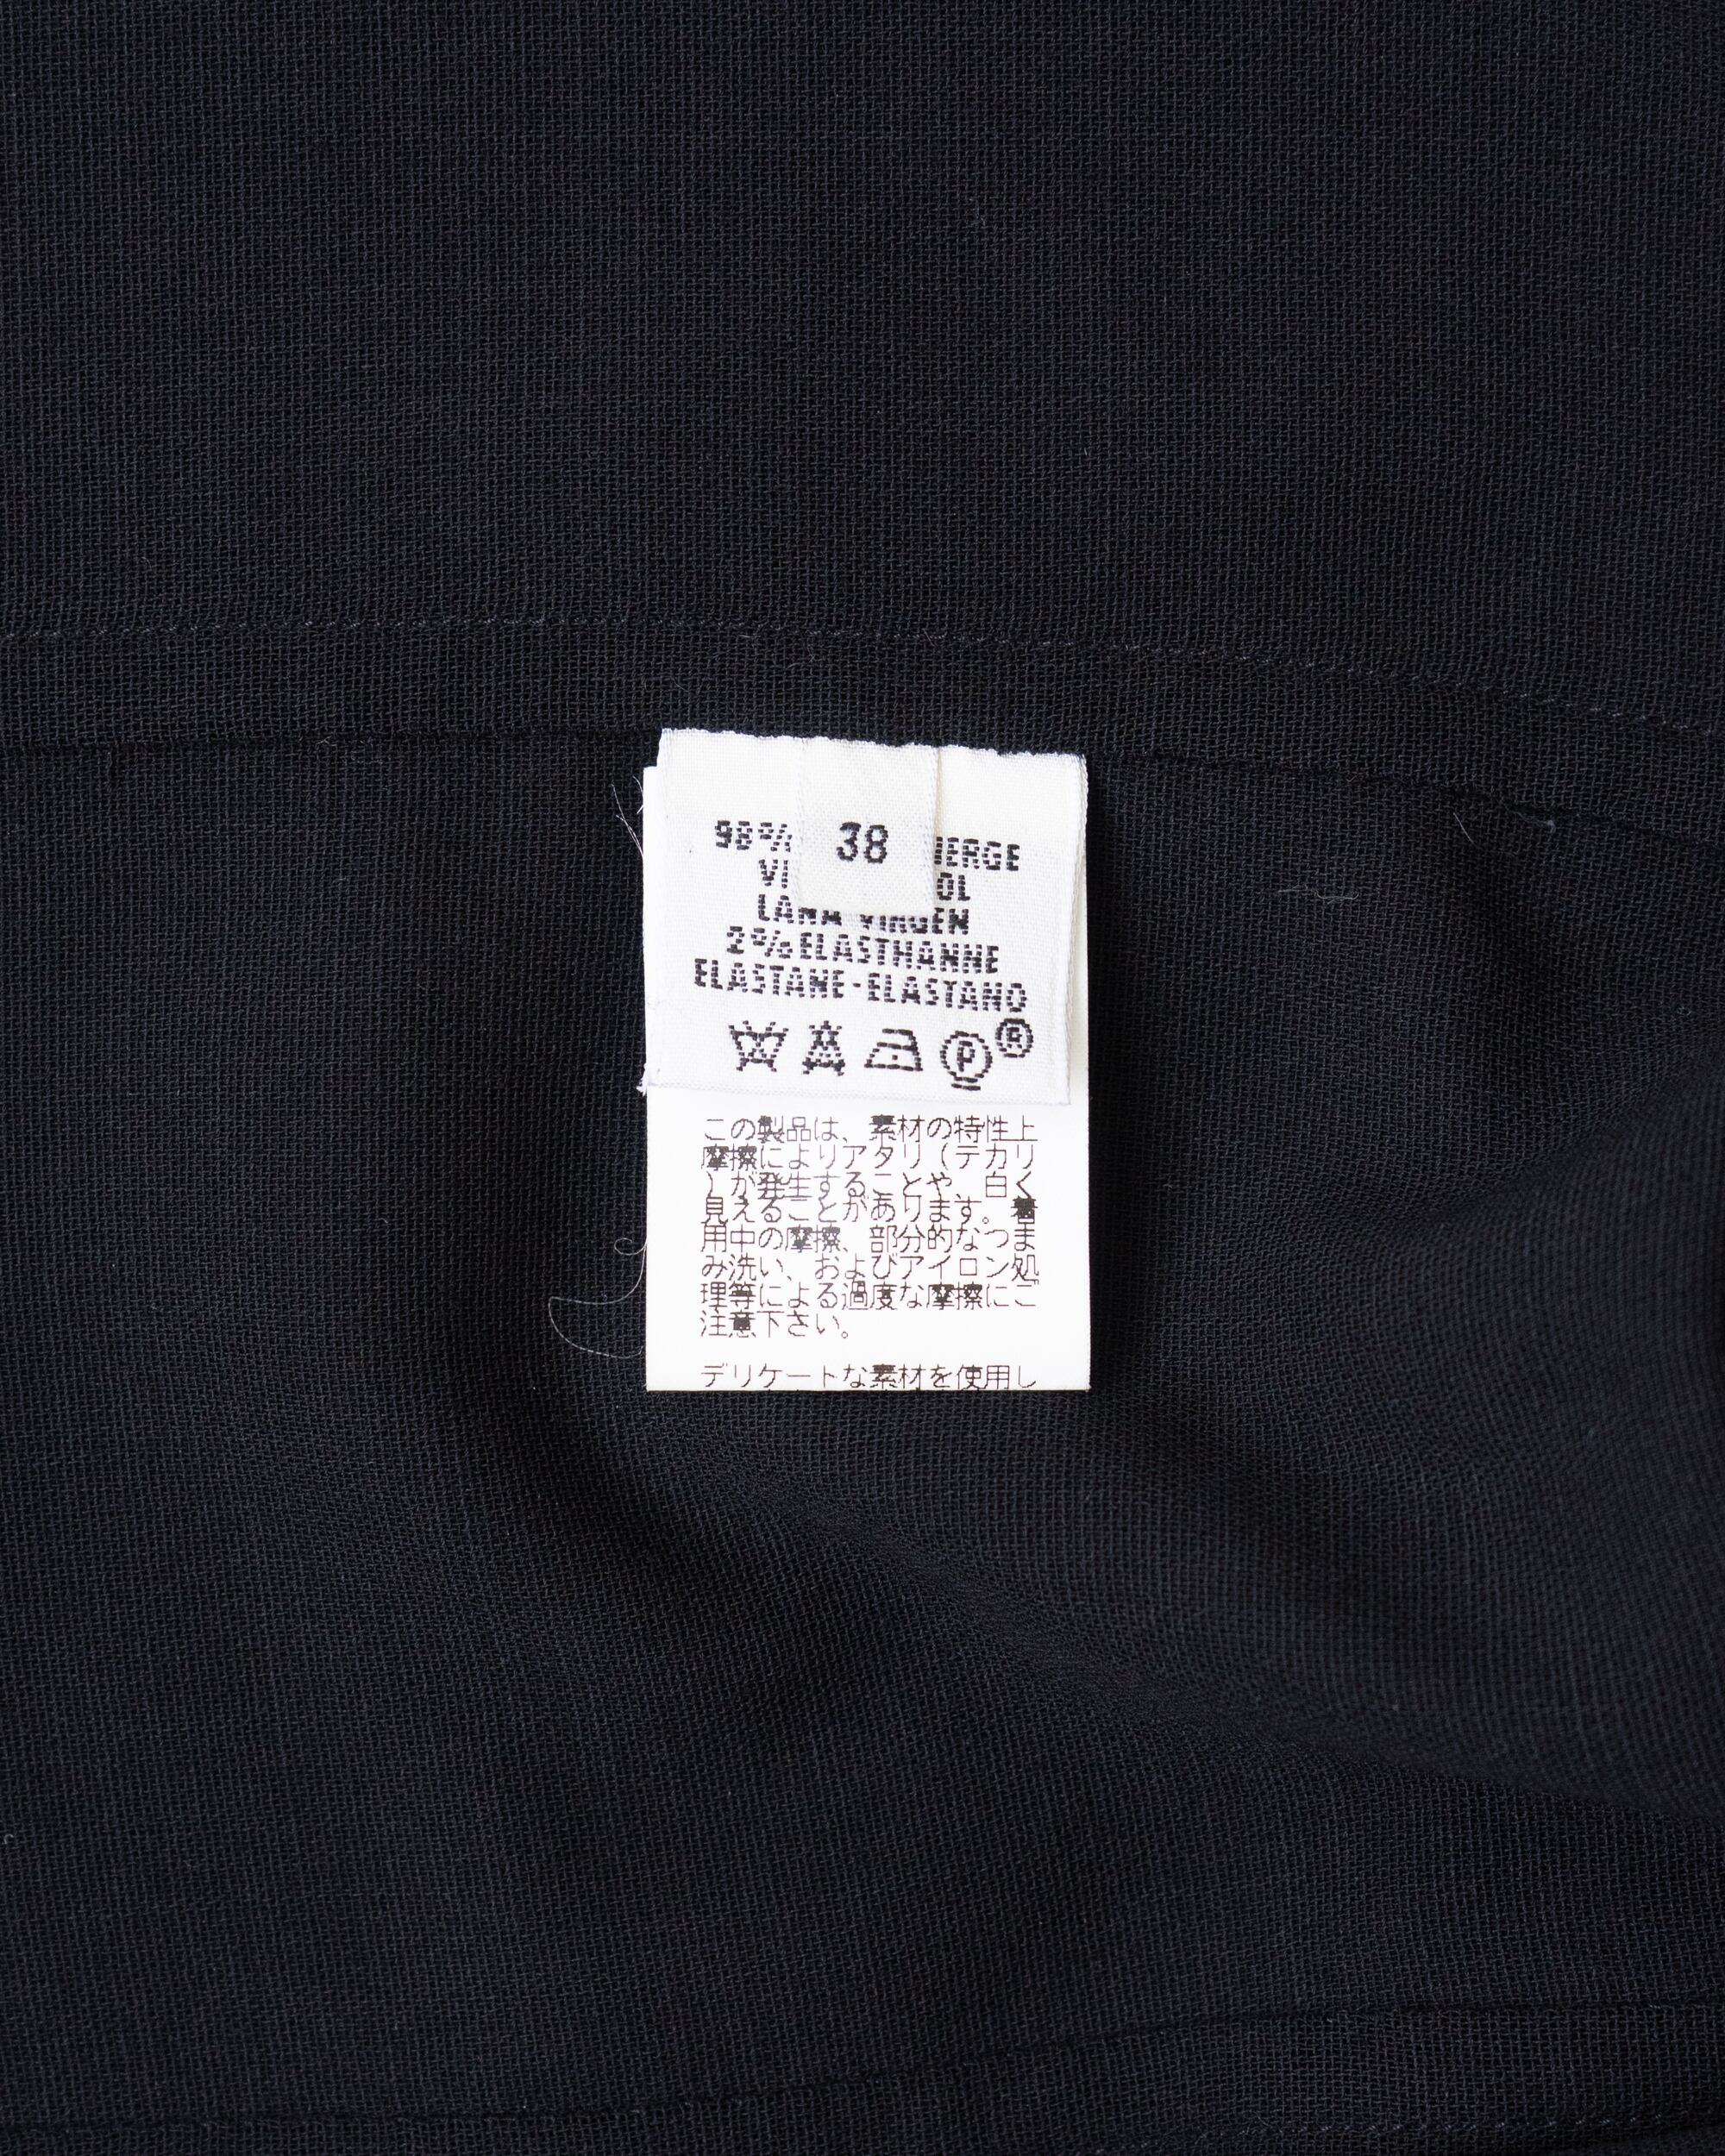 38
98%
LANA VIRGEN
2% ELASTHANNE
ELASTANE-ELASTANO
P
®
この製品は、素材の特性上
摩擦によりアタリ(テカリ
)が発生することや、白く
見えることがあります。着
用中の摩擦、部分的なつま
み洗い、およびアイロン処
理等による過度な摩擦にご
注意下さい。
デリケートな素材を使用し